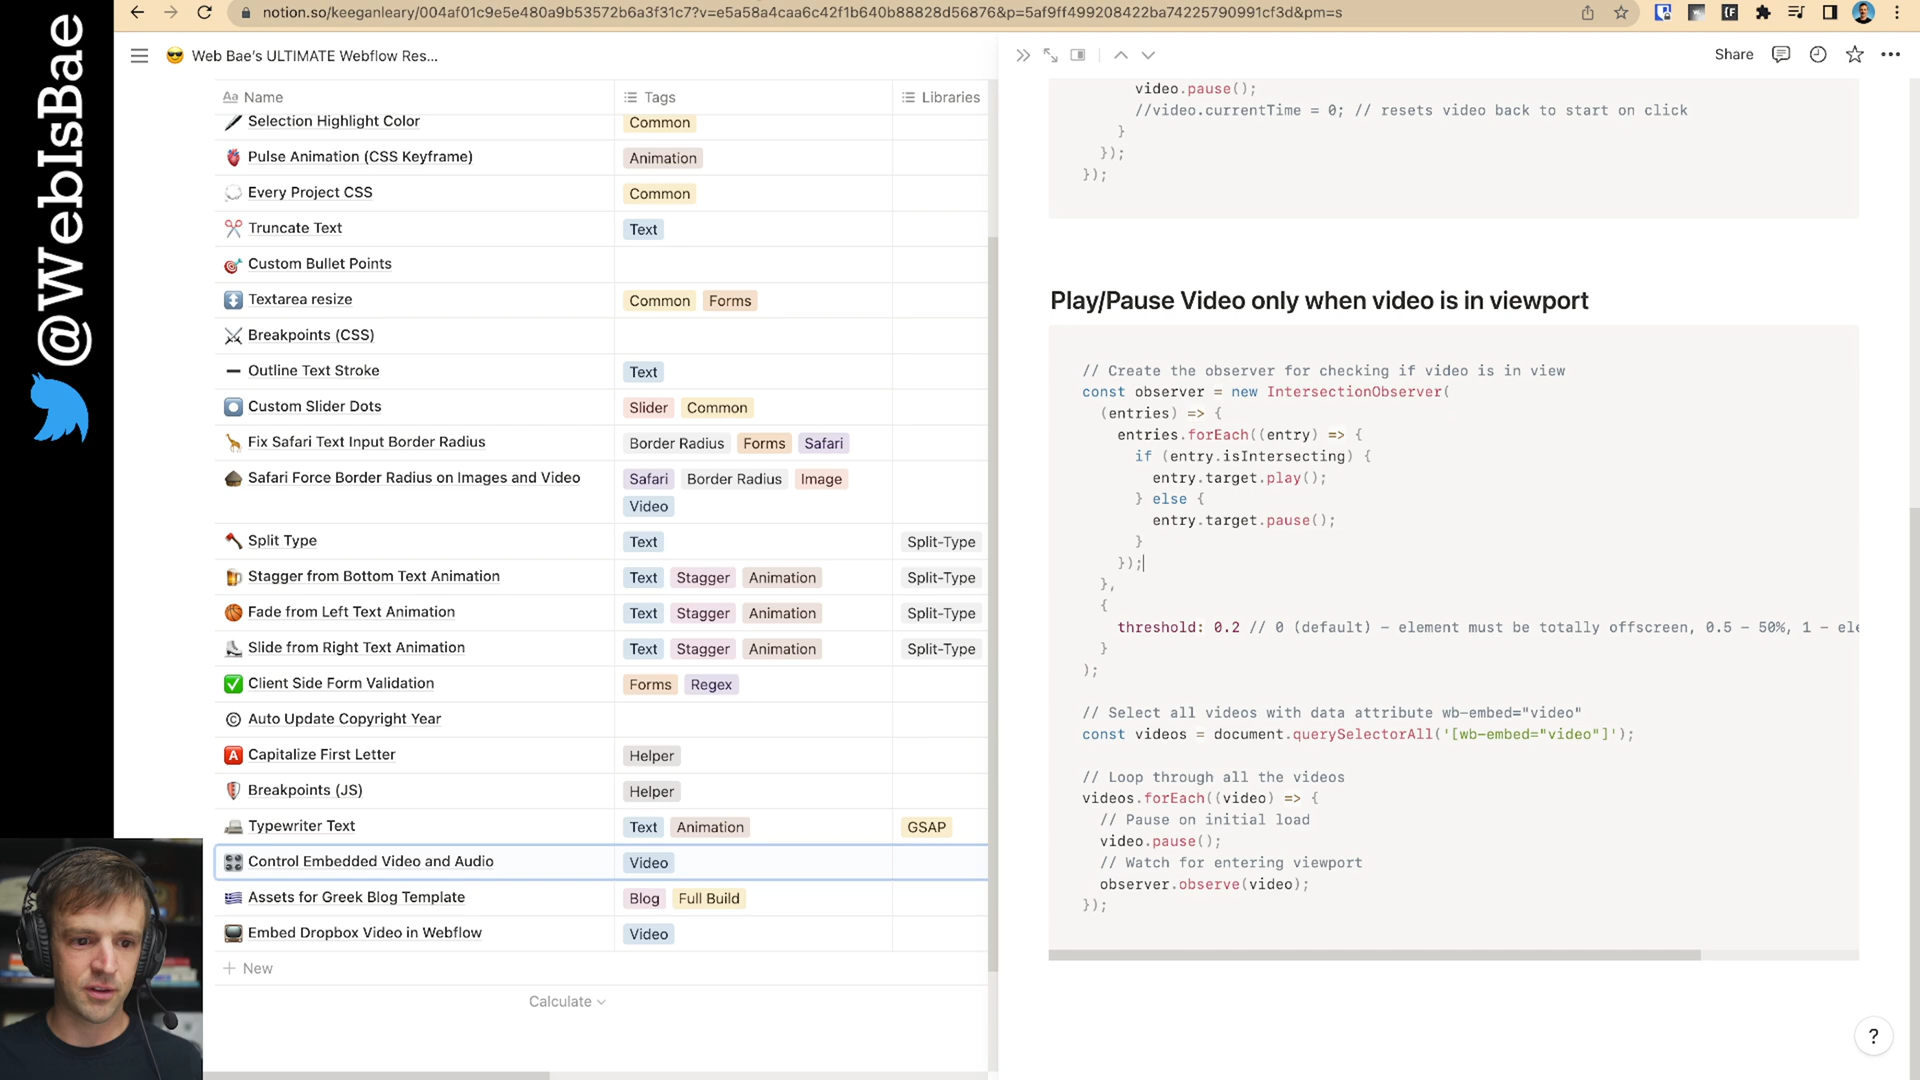 @WebIsBae
notion.so/keeganleary/004af01c9e5e480a9b53572b6a3f31c7?v=e5a58a4caa6c42f1b640b88828d56876&p=5af9ff499208422ba74225790991cf3d&pm=s
😎 Web Bae's ULTIMATE Webflow Res...
Share
Aa Name
Tags
Libraries
Selection Highlight Color
Common
Pulse Animation (CSS Keyframe)
Animation
Every Project CSS
Common
Truncate Text
Text
Custom Bullet Points
Textarea resize
Common Forms
Breakpoints (CSS)
Outline Text Stroke
Text
Custom Slider Dots
Slider Common
Fix Safari Text Input Border Radius
Border Radius Forms Safari
Safari Force Border Radius on Images and Video
Safari Border Radius Image
Video
Split Type
Text
Split-Type
Stagger from Bottom Text Animation
Text Stagger Animation
Split-Type
Fade from Left Text Animation
Text Stagger Animation
Split-Type
Slide from Right Text Animation
Text Stagger Animation
Split-Type
Client Side Form Validation
Forms Regex
Auto Update Copyright Year
Capitalize First Letter
Helper
Breakpoints (JS)
Helper
Typewriter Text
Text Animation
GSAP
Control Embedded Video and Audio
Video
Assets for Greek Blog Template
Blog Full Build
Embed Dropbox Video in Webflow
Video
+ New
Calculate
video.pause();
//video.currentTime = 0; // resets video back to start on click
}
});
});
Play/Pause Video only when video is in viewport
// Create the observer for checking if video is in view
const observer = new IntersectionObserver(
(entries) => {
entries.forEach((entry) => {
if (entry.isIntersecting) {
entry.target.play();
} else {
entry.target.pause();
}
});
},
{
threshold: 0.2 // 0 (default) - element must be totally offscreen, 0.5 - 50%, 1 - ele
}
);
// Select all videos with data attribute wb-embed="video"
const videos = document.querySelectorAll('[wb-embed="video"]');
// Loop through all the videos
videos.forEach((video) => {
// Pause on initial load
video.pause();
// Watch for entering viewport
observer.observe(video);
});
?